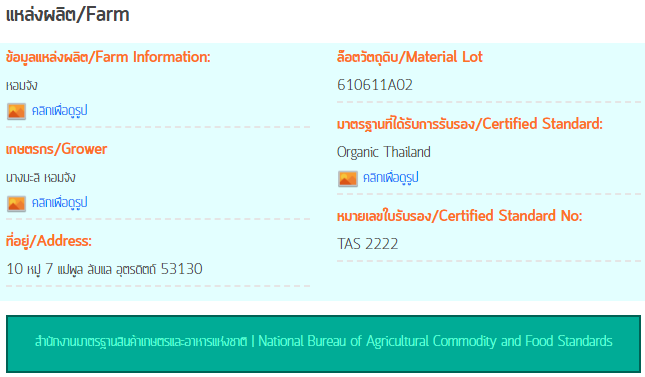 แหล่งผลิต/Farm
ข้อมูลแหล่งผลิต/Farm Information:
หอมจัง
คลิกเพื่อดูรูป
เกษตรกร/Grower
นางมะลิ หอมจัง
คลิกเพื่อดูรูป
ที่อยู่/Address:
10 หมู่ 7 แม่พูล ลับแล อุตรดิตถ์ 53130
ล็อตวัตถุดิบ/Material Lot
610611A02
มาตรฐานที่ได้รับการรับรอง/Certified Standard:
Organic Thailand
คลิกเพื่อดูรูป
หมายเลขใบรับรอง/Certified Standard No:
TAS 2222
สำนักงานมาตรฐานสินค้าเกษตรและอาหารแห่งชาติ | National Bureau of Agricultural Commodity and Food Standards